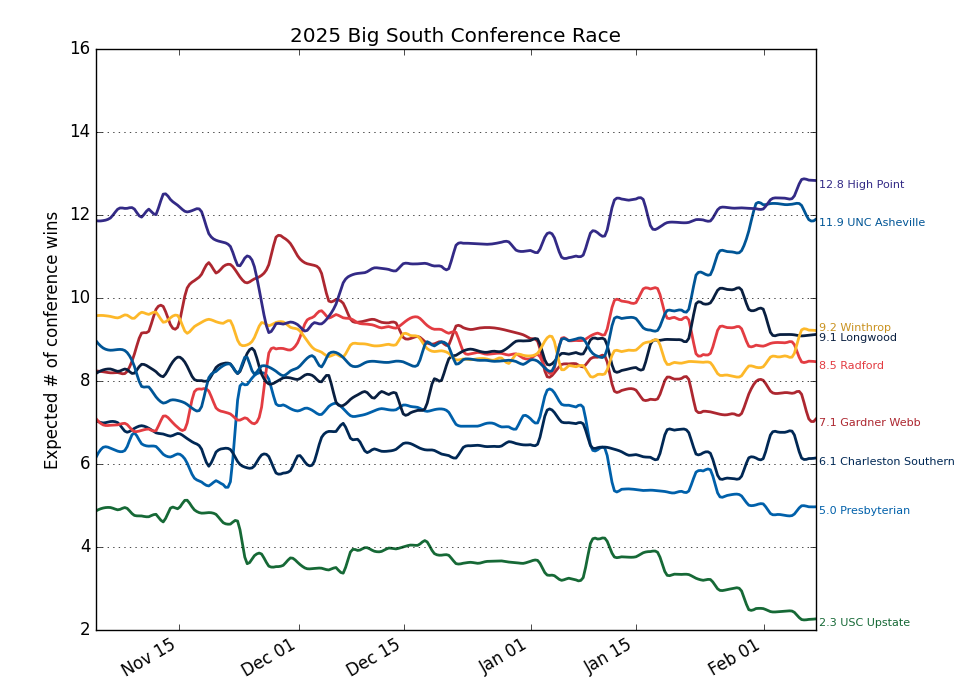 2025 Big South Conference Race
Expected # of conference wins
16
14
12
10
8
6
4
2
12.8 High Point
11.9 UNC Asheville
9.2 Winthrop
9.1 Longwood
8.5 Radford
7.1 Gardner Webb
6.1 Charleston Southern
5.0 Presbyterian
2.3 USC Upstate
Nov 15
Dec 01
Dec 15
Jan 01
Jan 15
Feb 01